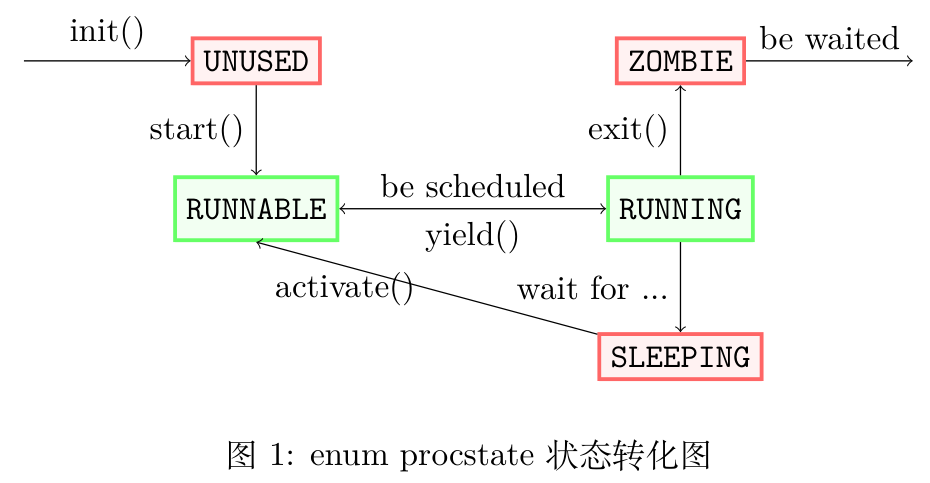 init()
UNUSED
ZOMBIE
be waited
start()
exit()
RUNNABLE
be scheduled
yield()
RUNNING
activate()
wait for ...
SLEEPING
图 1: enum procstate 状态转化图